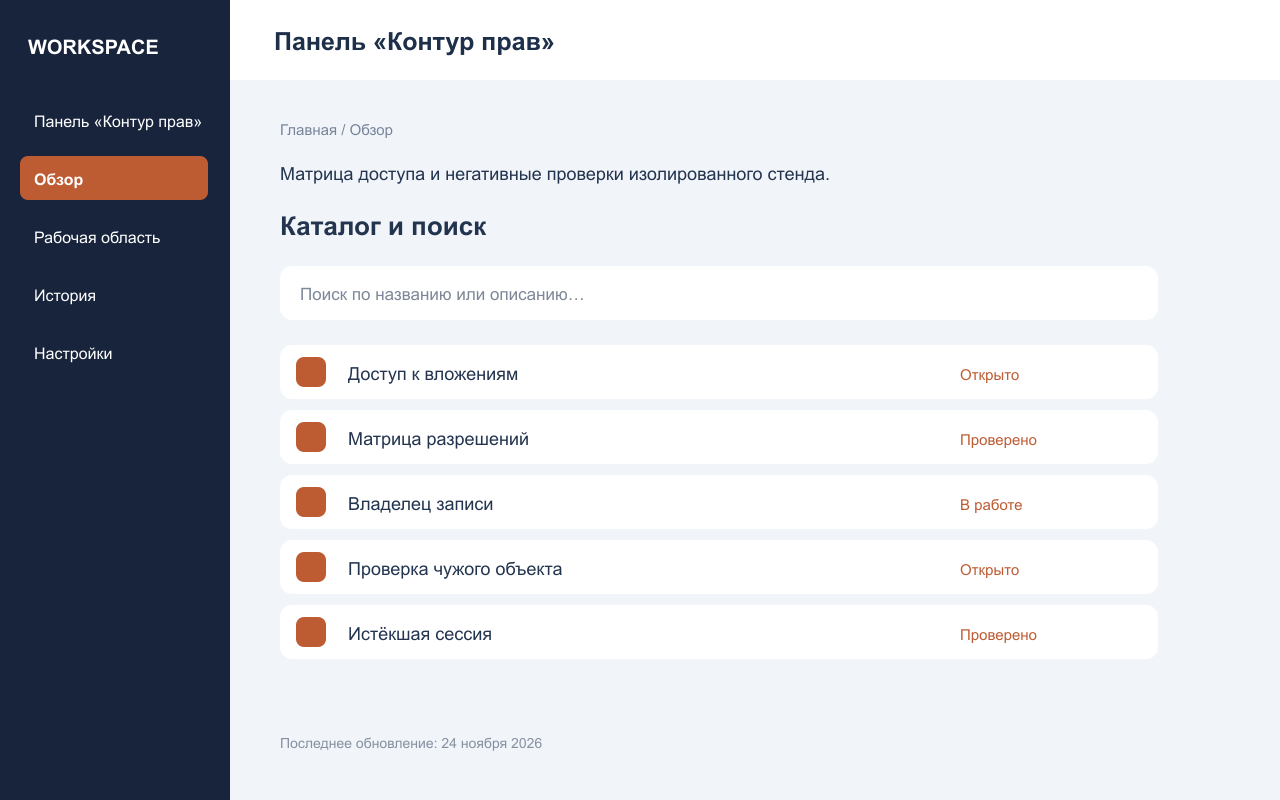 WORKSPACE
Панель «Контур прав»
Обзор
Рабочая область
История
Настройки
Панель «Контур прав»
Главная / Обзор
Матрица доступа и негативные проверки изолированного стенда.
Каталог и поиск
Поиск по названию или описанию…
Доступ к вложениям Открыто
Матрица разрешений Проверено
Владелец записи В работе
Проверка чужого объекта Открыто
Истёкшая сессия Проверено
Последнее обновление: 24 ноября 2026